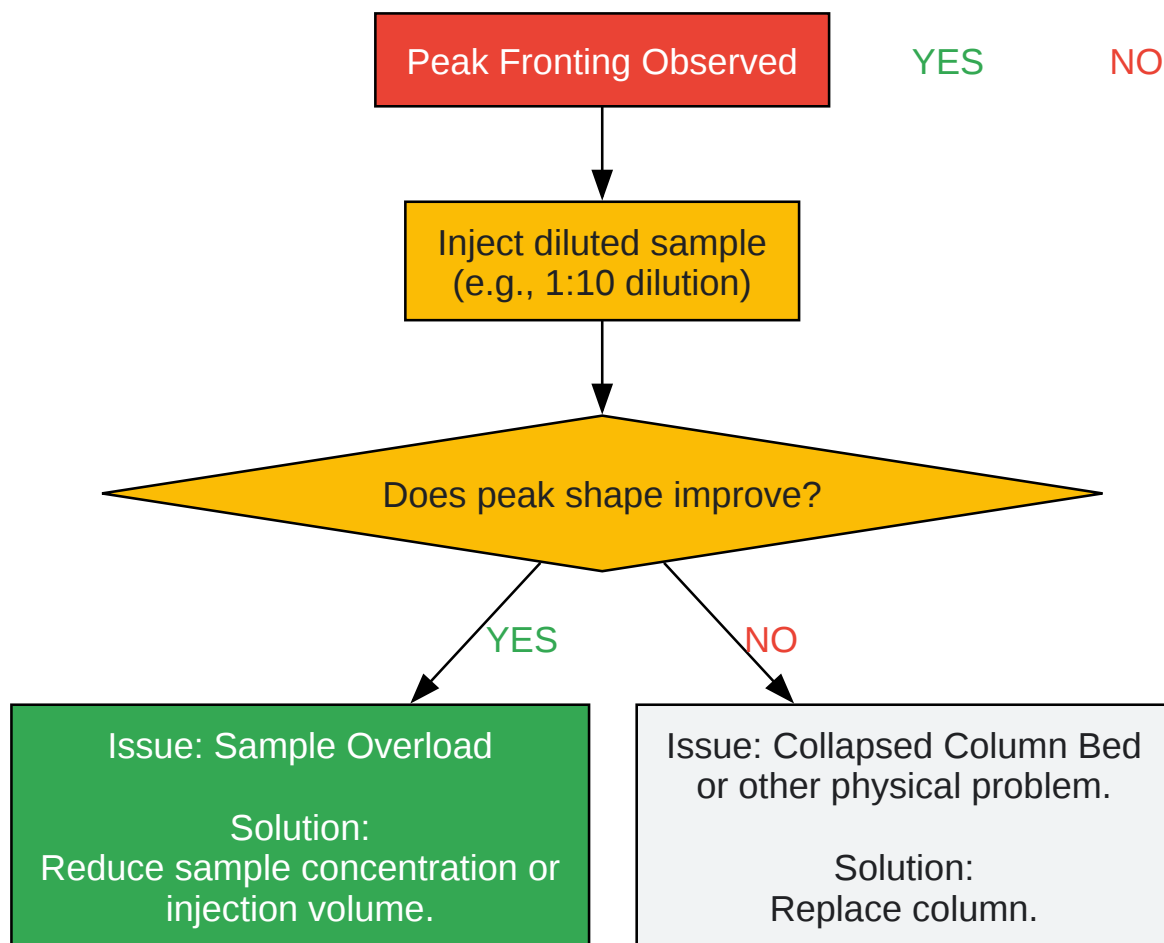 Peak Fronting Observed
YES
NO
Inject diluted sample
(e.g., 1:10 dilution)
Does peak shape improve?
YES
NO
Issue: Sample Overload
Solution:
Reduce sample concentration or
injection volume.
Issue: Collapsed Column Bed
or other physical problem.
Solution:
Replace column.